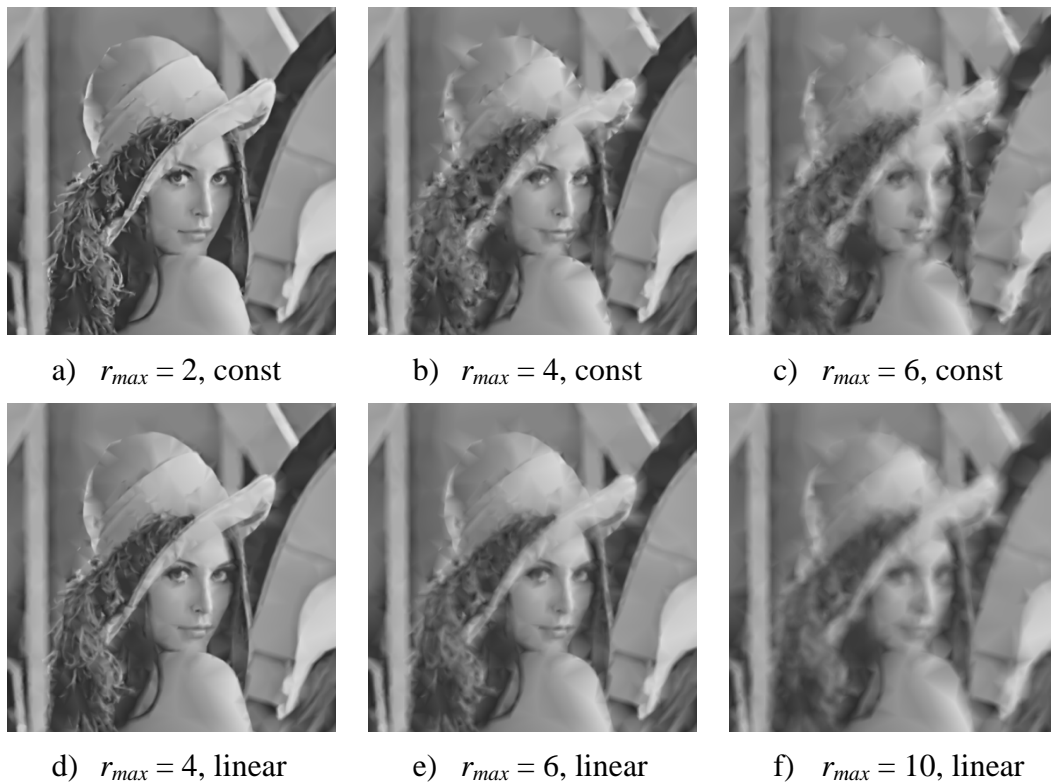 a) r_max = 2, const
b) r_max = 4, const
c) r_max = 6, const
d) r_max = 4, linear
e) r_max = 6, linear
f) r_max = 10, linear